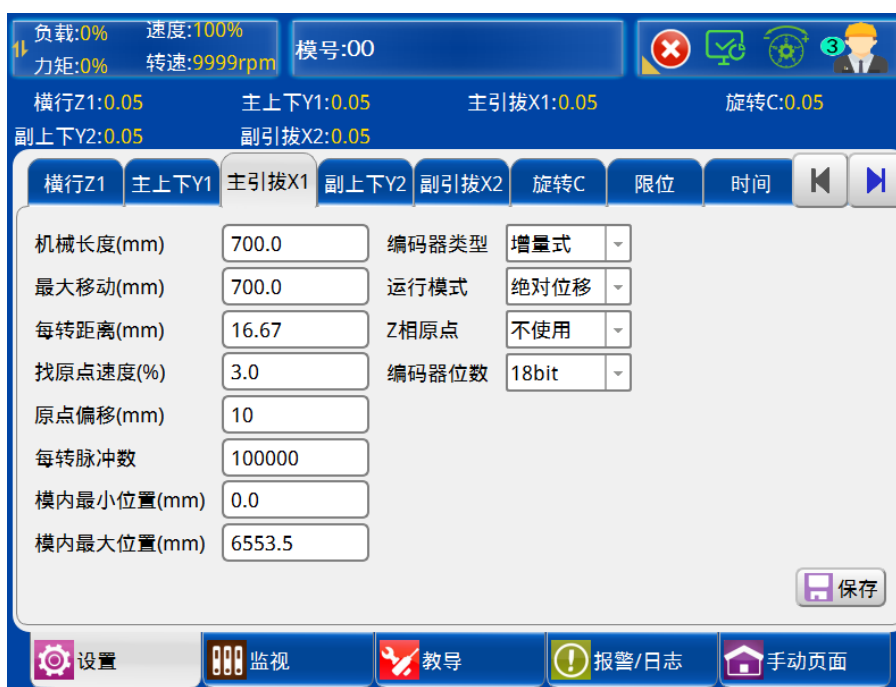 负载:0% 速度:100%
模号:00
力矩:0% 转速:9999rpm
3
横行Z1:0.05 主上下Y1:0.05 主引拔X1:0.05 旋转C:0.05
副上下Y2:0.05 副引拔X2:0.05
横行Z1 主上下Y1 主引拔X1 副上下Y2 副引拔X2 旋转C 限位 时间
机械长度(mm) 700.0 编码器类型 增量式
最大移动(mm) 700.0 运行模式 绝对位移
每转距离(mm) 16.67 Z相原点 不使用
找原点速度(%) 3.0 编码器位数 18bit
原点偏移(mm) 10
每转脉冲数 100000
模内最小位置(mm) 0.0
模内最大位置(mm) 6553.5
保存
设置 监视 教导 报警/日志 手动页面